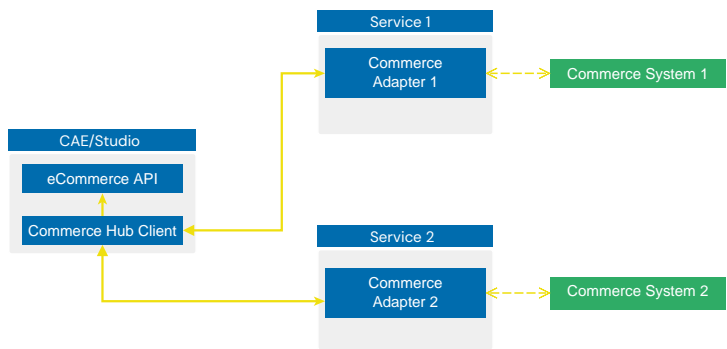 Service 1
Commerce
Adapter 1
Commerce System 1
CAE/Studio
eCommerce API
Commerce Hub Client
Service 2
Commerce
Adapter 2
Commerce System 2